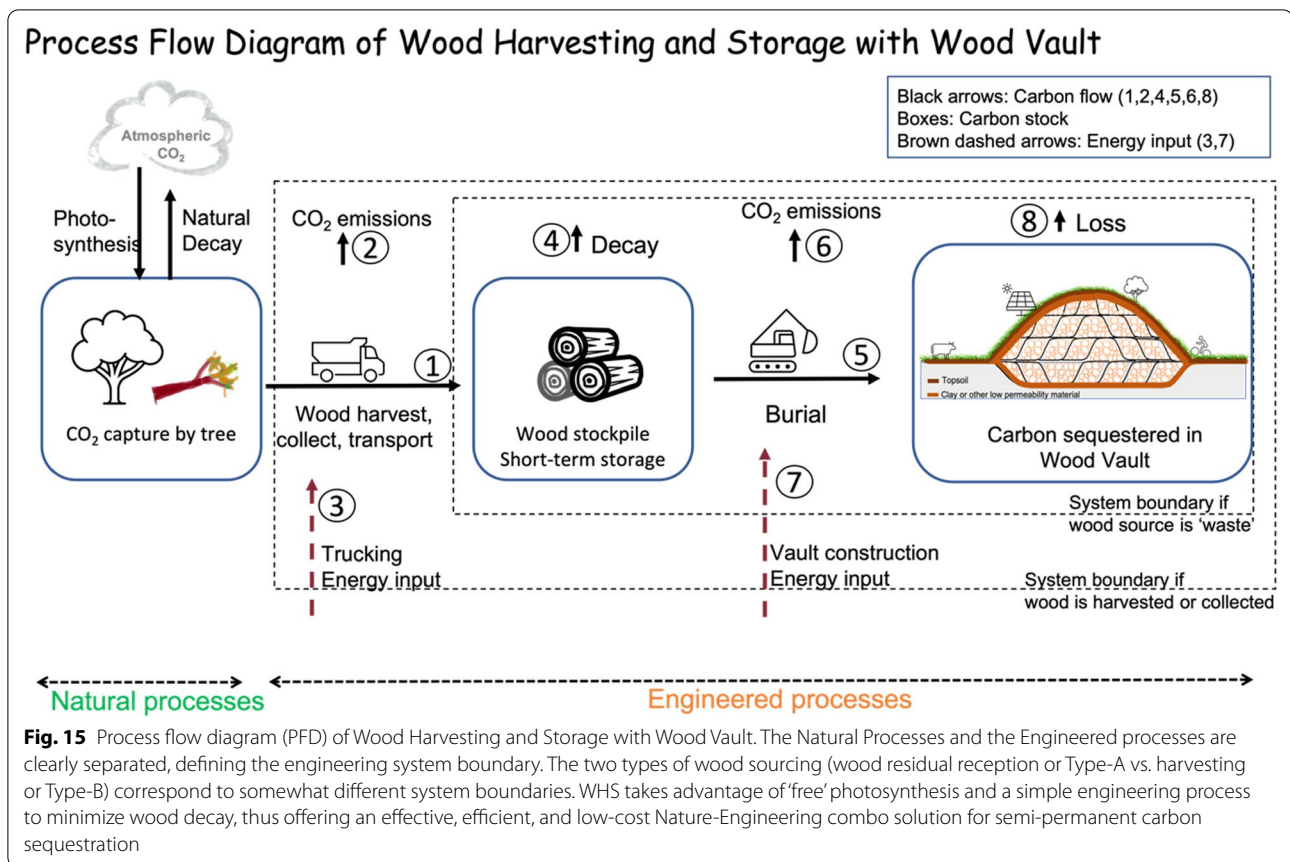 Process Flow Diagram of Wood Harvesting and Storage with Wood Vault
Black arrows: Carbon flow (1,2,4,5,6,8)
Boxes: Carbon stock
Brown dashed arrows: Energy input (3,7)
Atmospheric
CO₂
Photo-
synthesis
Natural
Decay
CO₂ capture by tree
CO₂ emissions
2
1
Wood harvest,
collect, transport
3
Trucking
Energy input
4 Decay
Wood stockpile
Short-term storage
CO₂ emissions
6
5
Burial
7
Vault construction
Energy input
8 Loss
Topsoil
Clay or other low permeability material
Carbon sequestered in
Wood Vault
System boundary if
wood source is ‘waste’
System boundary if
wood is harvested or collected
Natural processes
Engineered processes
Fig. 15 Process flow diagram (PFD) of Wood Harvesting and Storage with Wood Vault. The Natural Processes and the Engineered processes are
clearly separated, defining the engineering system boundary. The two types of wood sourcing (wood residual reception or Type-A vs. harvesting
or Type-B) correspond to somewhat different system boundaries. WHS takes advantage of ‘free’ photosynthesis and a simple engineering process
to minimize wood decay, thus offering an effective, efficient, and low-cost Nature-Engineering combo solution for semi-permanent carbon
sequestration